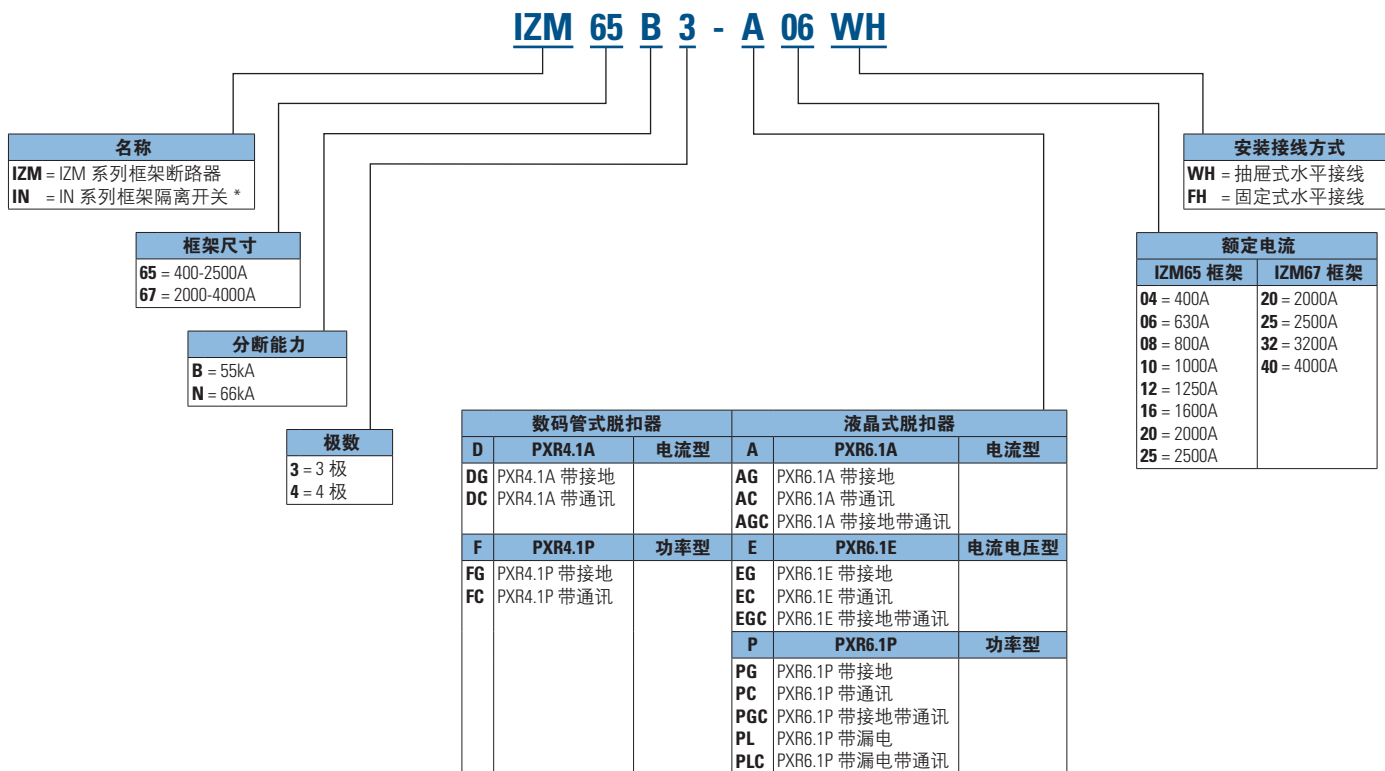 IZM 65 B 3 - A 06 WH
名称
IZM = IZM 系列框架断路器
IN = IN 系列框架隔离开关 *
框架尺寸
65 = 400-2500A
67 = 2000-4000A
分断能力
B = 55kA
N = 66kA
极数
3 = 3 极
4 = 4 极
数码管式脱扣器
D PXR4.1A 电流型
DG PXR4.1A 带接地
DC PXR4.1A 带通讯
F PXR4.1P 功率型
FG PXR4.1P 带接地
FC PXR4.1P 带通讯
液晶式脱扣器
A PXR6.1A 电流型
AG PXR6.1A 带接地
AC PXR6.1A 带通讯
AGC PXR6.1A 带接地带通讯
E PXR6.1E 电流电压型
EG PXR6.1E 带接地
EC PXR6.1E 带通讯
EGC PXR6.1E 带接地带通讯
P PXR6.1P 功率型
PG PXR6.1P 带接地
PC PXR6.1P 带通讯
PGC PXR6.1P 带接地带通讯
PL PXR6.1P 带漏电
PLC PXR6.1P 带漏电带通讯
安装接线方式
WH = 抽屉式水平接线
FH = 固定式水平接线
额定电流
IZM65 框架 IZM67 框架
04 = 400A 20 = 2000A
06 = 630A 25 = 2500A
08 = 800A 32 = 3200A
10 = 1000A 40 = 4000A
12 = 1250A
16 = 1600A
20 = 2000A
25 = 2500A